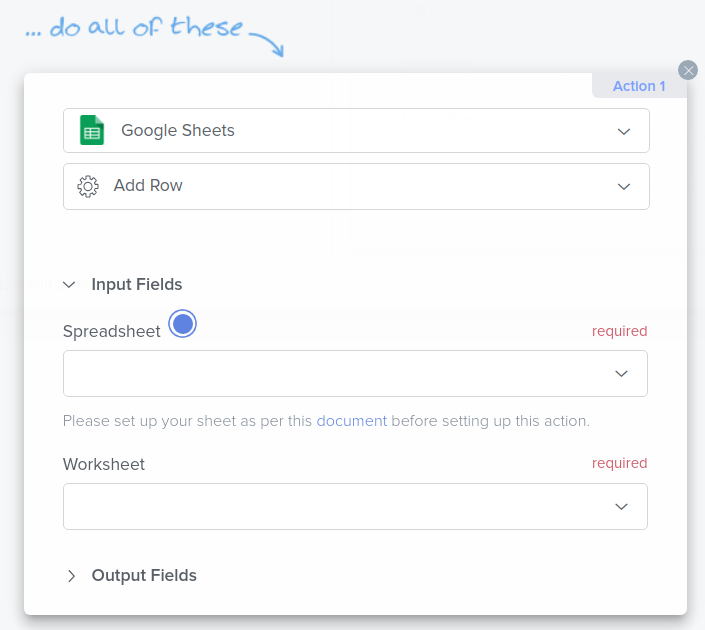 ... do all of these
Action 1
Google Sheets
Add Row
Input Fields
Spreadsheet required
Please set up your sheet as per this document before setting up this action.
Worksheet required
Output Fields